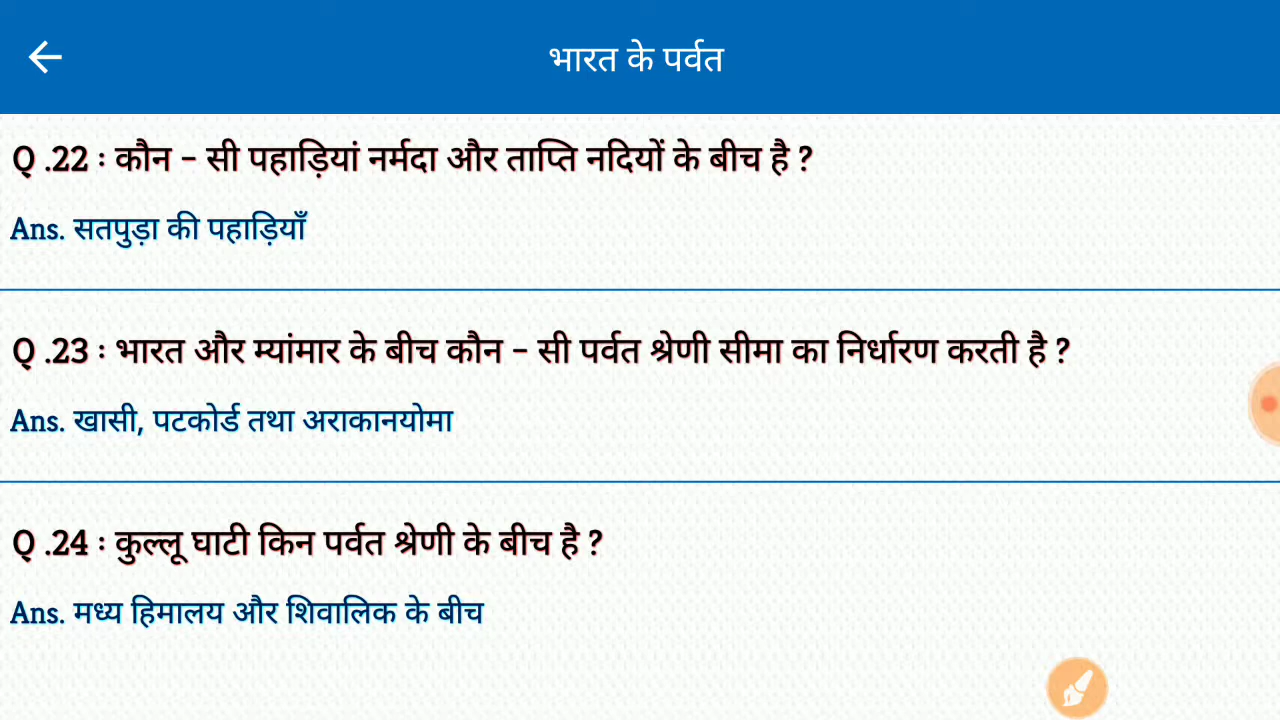 भारत के पर्वत
Q .22 : कौन – सी पहाड़ियां नर्मदा और ताप्ति नदियों के बीच है ?
Ans. सतपुड़ा की पहाड़ियाँ
Q .23 : भारत और म्यांमार के बीच कौन – सी पर्वत श्रेणी सीमा का निर्धारण करती है ?
Ans. खासी, पटकोर्ड तथा अराकानयोमा
Q .24 : कुल्लू घाटी किन पर्वत श्रेणी के बीच है ?
Ans. मध्य हिमालय और शिवालिक के बीच